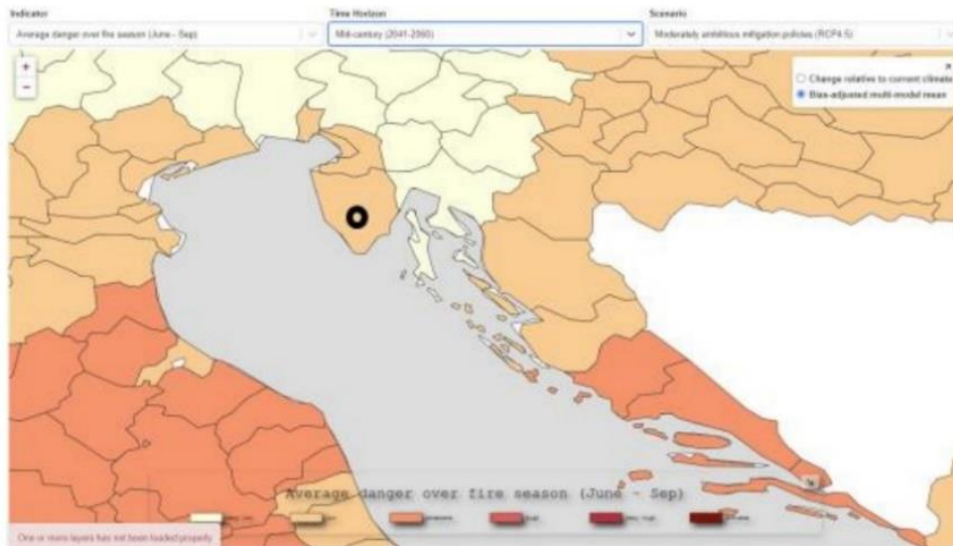 Indicator
Time Horizon
Scenario
Average danger over fire season (June - Sep)
Mid-century (2041-2060)
Moderately ambitious mitigation policies (RCP4.5)
+
−
×
Change relative to current climate
Bias-adjusted multi-model mean
Average danger over fire season (June - Sep)
One or more layers has not been loaded properly